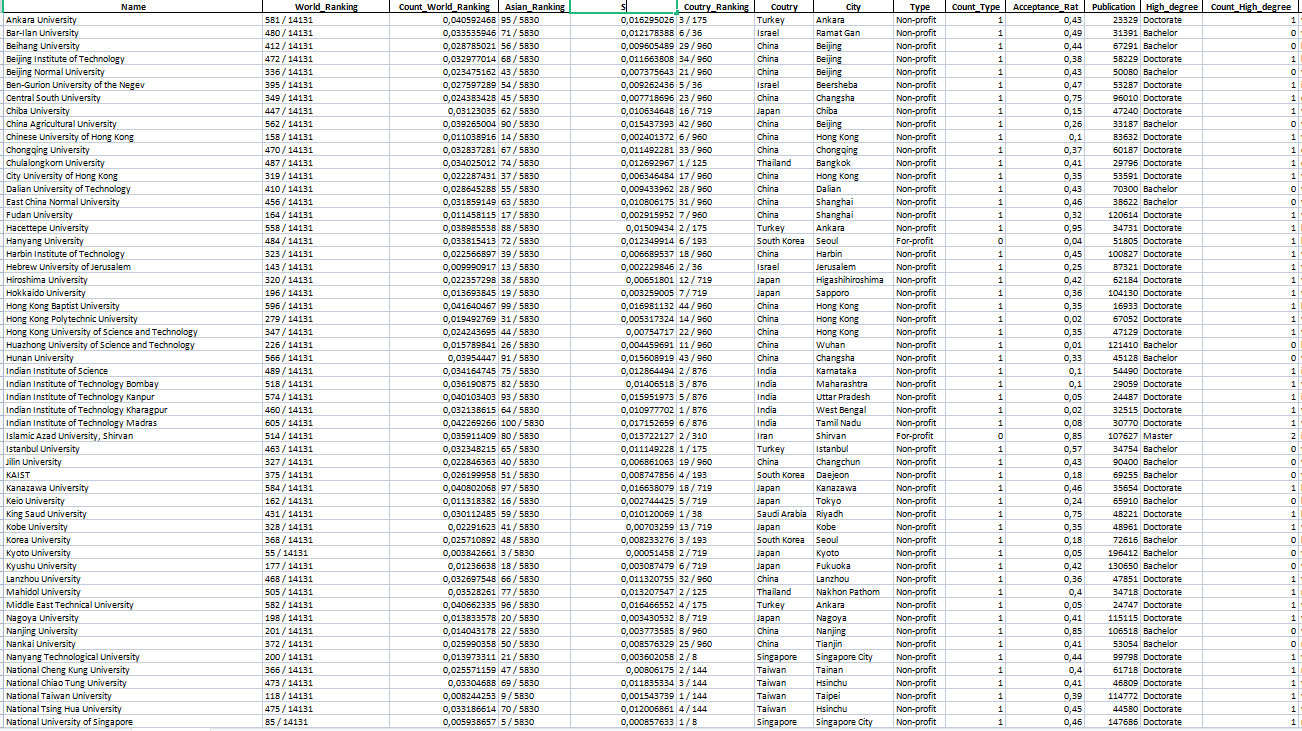 Name World_Ranking Count_World_Ranking Asian_Ranking S Coutry_Ranking Coutry City Type Count_Type Acceptance_Rat Publication High_degree Count_High_degree
Ankara University 581 / 14131 0,040592468 95 / 5830 0,016295026 3 / 175 Turkey Ankara Non-profit 1 0,43 23329 Doctorate 1
Bar-Ilan University 480 / 14131 0,033535946 71 / 5830 0,012178388 6 / 36 Israel Ramat Gan Non-profit 1 0,49 31391 Bachelor 0
Beihang University 412 / 14131 0,028785021 56 / 5830 0,009605489 29 / 960 China Beijing Non-profit 1 0,44 67291 Bachelor 0
Beijing Institute of Technology 472 / 14131 0,032977014 68 / 5830 0,011663808 34 / 960 China Beijing Non-profit 1 0,38 58229 Doctorate 1
Beijing Normal University 336 / 14131 0,023475162 43 / 5830 0,007375643 21 / 960 China Beijing Non-profit 1 0,43 50080 Bachelor 0
Ben-Gurion University of the Negev 395 / 14131 0,027597289 54 / 5830 0,009262436 5 / 36 Israel Beersheba Non-profit 1 0,47 53287 Doctorate 1
Central South University 349 / 14131 0,024383428 45 / 5830 0,007718696 23 / 960 China Changsha Non-profit 1 0,75 96010 Doctorate 1
Chiba University 447 / 14131 0,03123035 62 / 5830 0,010634648 16 / 719 Japan Chiba Non-profit 1 0,15 47240 Doctorate 1
China Agricultural University 562 / 14131 0,039265004 90 / 5830 0,015437393 42 / 960 China Beijing Non-profit 1 0,26 33187 Bachelor 0
Chinese University of Hong Kong 158 / 14131 0,011038916 14 / 5830 0,002401372 6 / 960 China Hong Kong Non-profit 1 0,1 83632 Doctorate 1
Chongqing University 470 / 14131 0,032837281 67 / 5830 0,011492281 33 / 960 China Chongqing Non-profit 1 0,37 60187 Doctorate 1
Chulalongkorn University 487 / 14131 0,034025012 74 / 5830 0,012692967 1 / 125 Thailand Bangkok Non-profit 1 0,41 29796 Doctorate 1
City University of Hong Kong 319 / 14131 0,022287431 37 / 5830 0,006346484 17 / 960 China Hong Kong Non-profit 1 0,35 53591 Doctorate 1
Dalian University of Technology 410 / 14131 0,028645288 55 / 5830 0,009433962 28 / 960 China Dalian Non-profit 1 0,43 70300 Bachelor 0
East China Normal University 456 / 14131 0,031859149 63 / 5830 0,010806175 31 / 960 China Shanghai Non-profit 1 0,46 38622 Bachelor 0
Fudan University 164 / 14131 0,011458115 17 / 5830 0,002915952 7 / 960 China Shanghai Non-profit 1 0,32 120614 Doctorate 1
Hacettepe University 558 / 14131 0,038985538 88 / 5830 0,01509434 2 / 175 Turkey Ankara Non-profit 1 0,95 34731 Doctorate 1
Hanyang University 484 / 14131 0,033815413 72 / 5830 0,012349914 6 / 193 South Korea Seoul For-profit 0 0,04 51805 Doctorate 1
Harbin Institute of Technology 323 / 14131 0,022566897 39 / 5830 0,006689537 18 / 960 China Harbin Non-profit 1 0,45 100827 Doctorate 1
Hebrew University of Jerusalem 143 / 14131 0,009990917 13 / 5830 0,002229846 2 / 36 Israel Jerusalem Non-profit 1 0,25 87321 Doctorate 1
Hiroshima University 320 / 14131 0,022357298 38 / 5830 0,00651801 12 / 719 Japan Higashihiroshima Non-profit 1 0,42 62184 Doctorate 1
Hokkaido University 196 / 14131 0,013693845 19 / 5830 0,003259005 7 / 719 Japan Sapporo Non-profit 1 0,36 104130 Doctorate 1
Hong Kong Baptist University 596 / 14131 0,041640467 99 / 5830 0,016981132 44 / 960 China Hong Kong Non-profit 1 0,35 16933 Doctorate 1
Hong Kong Polytechnic University 279 / 14131 0,019492769 31 / 5830 0,005317324 14 / 960 China Hong Kong Non-profit 1 0,02 67052 Doctorate 1
Hong Kong University of Science and Technology 347 / 14131 0,024243695 44 / 5830 0,00754717 22 / 960 China Hong Kong Non-profit 1 0,35 47129 Doctorate 1
Huazhong University of Science and Technology 226 / 14131 0,015789841 26 / 5830 0,004459691 11 / 960 China Wuhan Non-profit 1 0,01 121410 Bachelor 0
Hunan University 566 / 14131 0,03954447 91 / 5830 0,015608919 43 / 960 China Changsha Non-profit 1 0,33 45128 Bachelor 0
Indian Institute of Science 489 / 14131 0,034164745 75 / 5830 0,012864494 2 / 876 India Karnataka Non-profit 1 0,1 54490 Doctorate 1
Indian Institute of Technology Bombay 518 / 14131 0,036190875 82 / 5830 0,01406518 3 / 876 India Maharashtra Non-profit 1 0,1 29059 Doctorate 1
Indian Institute of Technology Kanpur 574 / 14131 0,040103403 93 / 5830 0,015951973 5 / 876 India Uttar Pradesh Non-profit 1 0,05 24487 Doctorate 1
Indian Institute of Technology Kharagpur 460 / 14131 0,032138615 64 / 5830 0,010977702 1 / 876 India West Bengal Non-profit 1 0,02 32515 Doctorate 1
Indian Institute of Technology Madras 605 / 14131 0,042269266 100 / 5830 0,017152659 6 / 876 India Tamil Nadu Non-profit 1 0,08 30770 Doctorate 1
Islamic Azad University, Shirvan 514 / 14131 0,035911409 80 / 5830 0,013722127 2 / 310 Iran Shirvan For-profit 0 0,85 107627 Master 2
Istanbul University 463 / 14131 0,032348215 65 / 5830 0,011149228 1 / 175 Turkey Istanbul Non-profit 1 0,57 34754 Bachelor 0
Jilin University 327 / 14131 0,022846363 40 / 5830 0,006861063 19 / 960 China Changchun Non-profit 1 0,43 90400 Bachelor 0
KAIST 375 / 14131 0,026199958 51 / 5830 0,008747856 4 / 193 South Korea Daejeon Non-profit 1 0,18 69255 Bachelor 0
Kanazawa University 584 / 14131 0,040802068 97 / 5830 0,016638079 18 / 719 Japan Kanazawa Non-profit 1 0,46 35654 Doctorate 1
Keio University 162 / 14131 0,011318382 16 / 5830 0,002744425 5 / 719 Japan Tokyo Non-profit 1 0,24 65910 Bachelor 0
King Saud University 431 / 14131 0,030112485 59 / 5830 0,010120069 1 / 38 Saudi Arabia Riyadh Non-profit 1 0,75 48221 Doctorate 1
Kobe University 328 / 14131 0,02291623 41 / 5830 0,00703259 13 / 719 Japan Kobe Non-profit 1 0,35 48961 Doctorate 1
Korea University 368 / 14131 0,025710892 48 / 5830 0,008233276 3 / 193 South Korea Seoul Non-profit 1 0,18 72616 Bachelor 0
Kyoto University 55 / 14131 0,003842661 3 / 5830 0,00051458 2 / 719 Japan Kyoto Non-profit 1 0,05 196412 Bachelor 0
Kyushu University 177 / 14131 0,01236638 18 / 5830 0,003087479 6 / 719 Japan Fukuoka Non-profit 1 0,42 130650 Bachelor 0
Lanzhou University 468 / 14131 0,032697548 66 / 5830 0,011320755 32 / 960 China Lanzhou Non-profit 1 0,36 47851 Doctorate 1
Mahidol University 505 / 14131 0,03528261 77 / 5830 0,013207547 2 / 125 Thailand Nakhon Pathom Non-profit 1 0,4 34718 Doctorate 1
Middle East Technical University 582 / 14131 0,040662335 96 / 5830 0,016466552 4 / 175 Turkey Ankara Non-profit 1 0,05 24747 Doctorate 1
Nagoya University 198 / 14131 0,013833578 20 / 5830 0,003430532 8 / 719 Japan Nagoya Non-profit 1 0,41 115115 Doctorate 1
Nanjing University 201 / 14131 0,014043178 22 / 5830 0,003773585 8 / 960 China Nanjing Non-profit 1 0,85 106518 Bachelor 0
Nankai University 372 / 14131 0,025990358 50 / 5830 0,008576329 25 / 960 China Tianjin Non-profit 1 0,41 53054 Bachelor 0
Nanyang Technological University 200 / 14131 0,013973311 21 / 5830 0,003602058 2 / 8 Singapore Singapore City Non-profit 1 0,44 99798 Doctorate 1
National Cheng Kung University 366 / 14131 0,025571159 47 / 5830 0,00806175 2 / 144 Taiwan Tainan Non-profit 1 0,4 61718 Doctorate 1
National Chiao Tung University 473 / 14131 0,03304688 69 / 5830 0,011835334 3 / 144 Taiwan Hsinchu Non-profit 1 0,41 46809 Doctorate 1
National Taiwan University 118 / 14131 0,008244253 9 / 5830 0,001543739 1 / 144 Taiwan Taipei Non-profit 1 0,39 114772 Doctorate 1
National Tsing Hua University 475 / 14131 0,033186614 70 / 5830 0,012006861 4 / 144 Taiwan Hsinchu Non-profit 1 0,45 44580 Doctorate 1
National University of Singapore 85 / 14131 0,005938657 5 / 5830 0,000857633 1 / 8 Singapore Singapore City Non-profit 1 0,46 147686 Doctorate 1